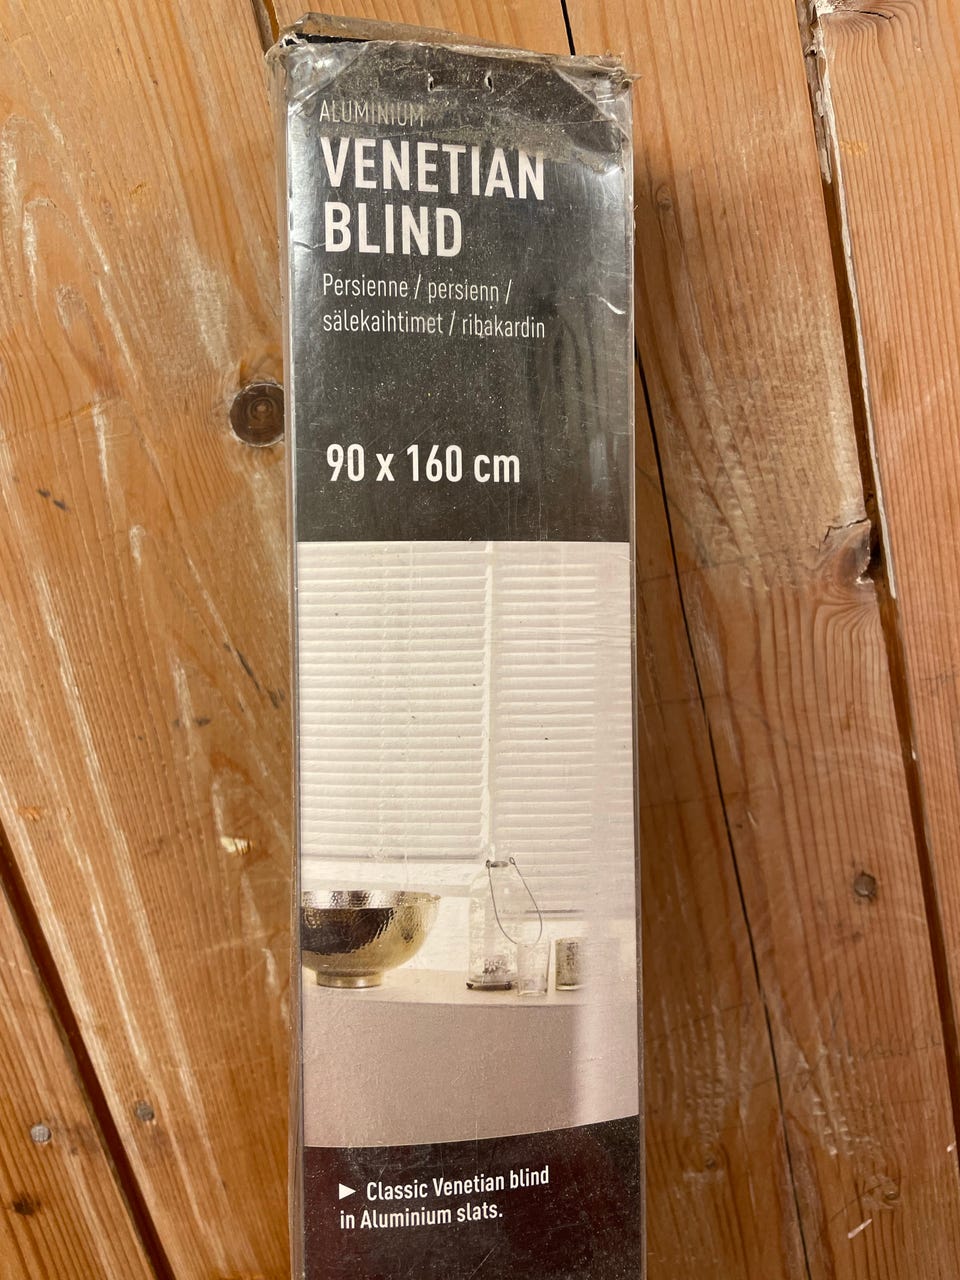 ALUMINIUM
VENETIAN
BLIND
Persienne / persienn /
sälekaihtimet / ribakardin
90 x 160 cm
► Classic Venetian blind
in Aluminium slats.